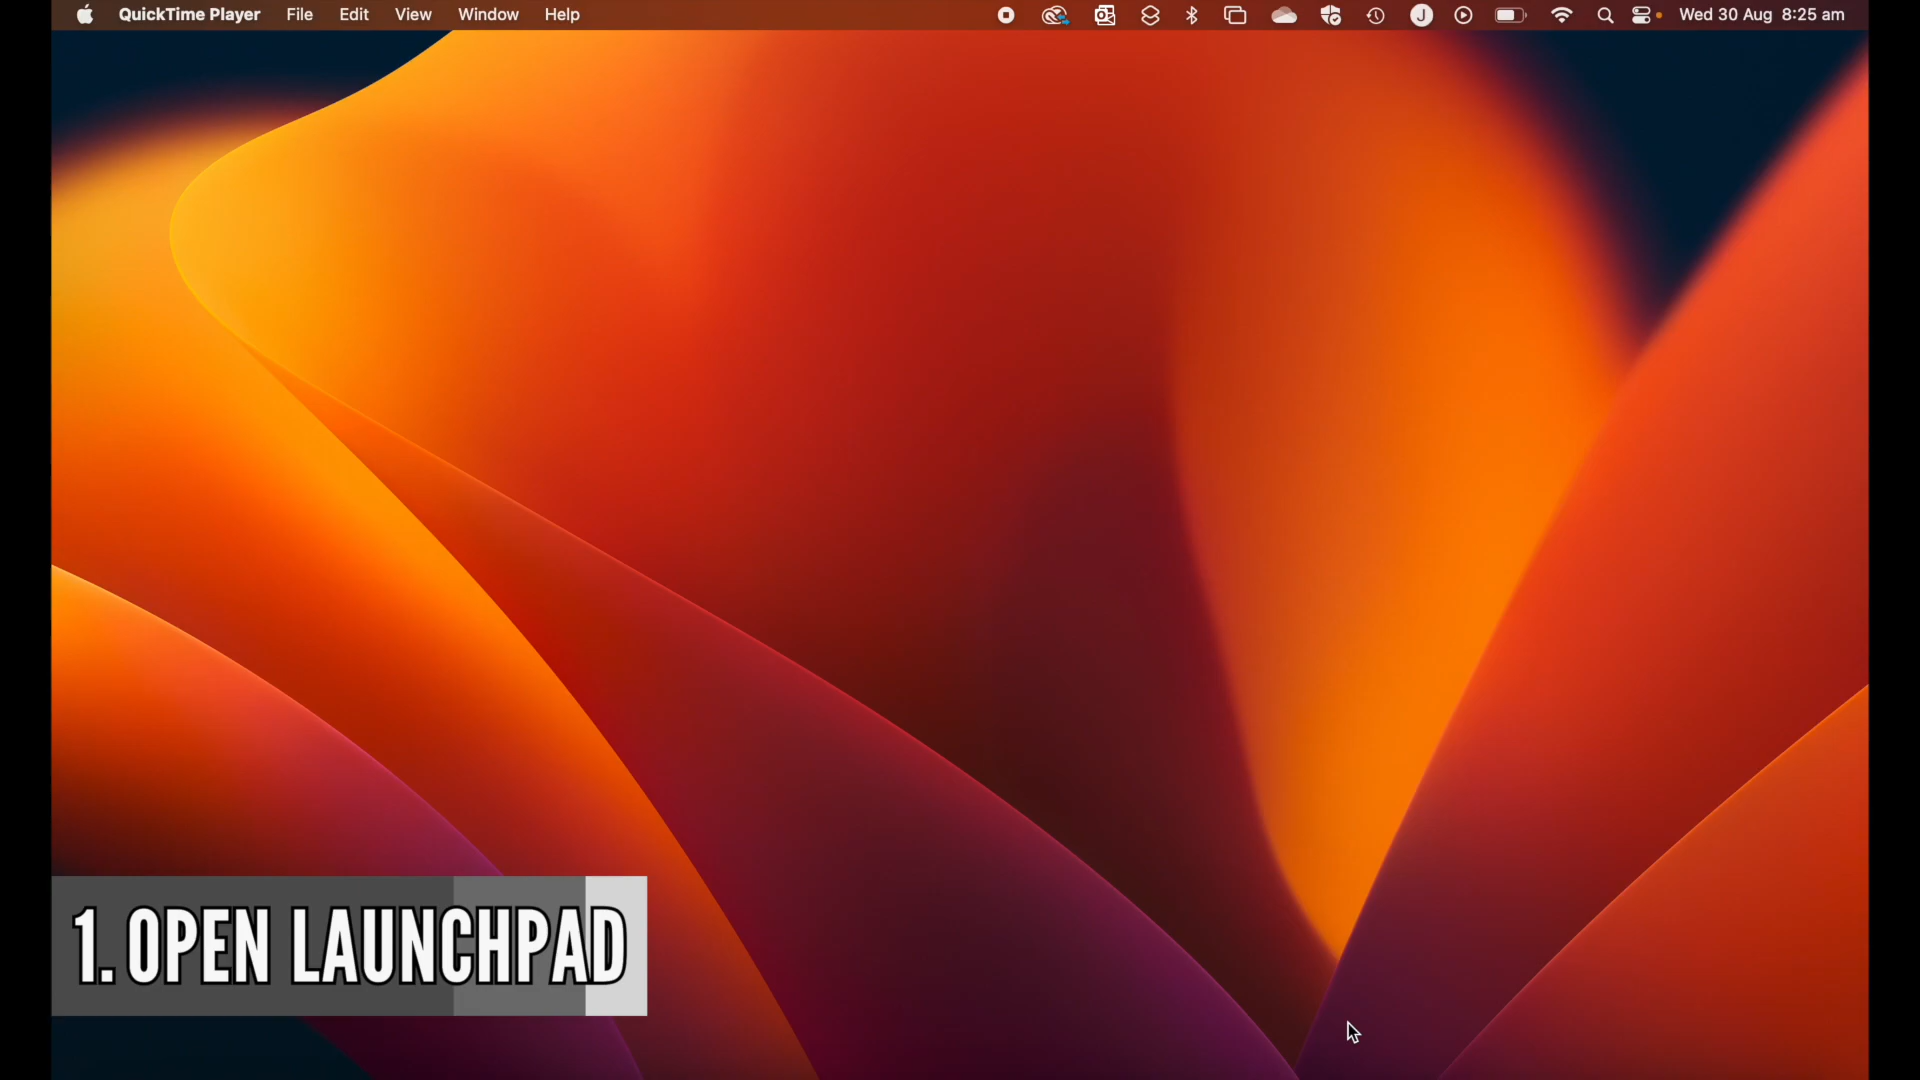 QuickTime Player File Edit View Window Help J Wed 30 Aug 8:25 am
1. OPEN LAUNCHPAD